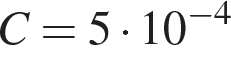 C = 5 · 10⁻⁴